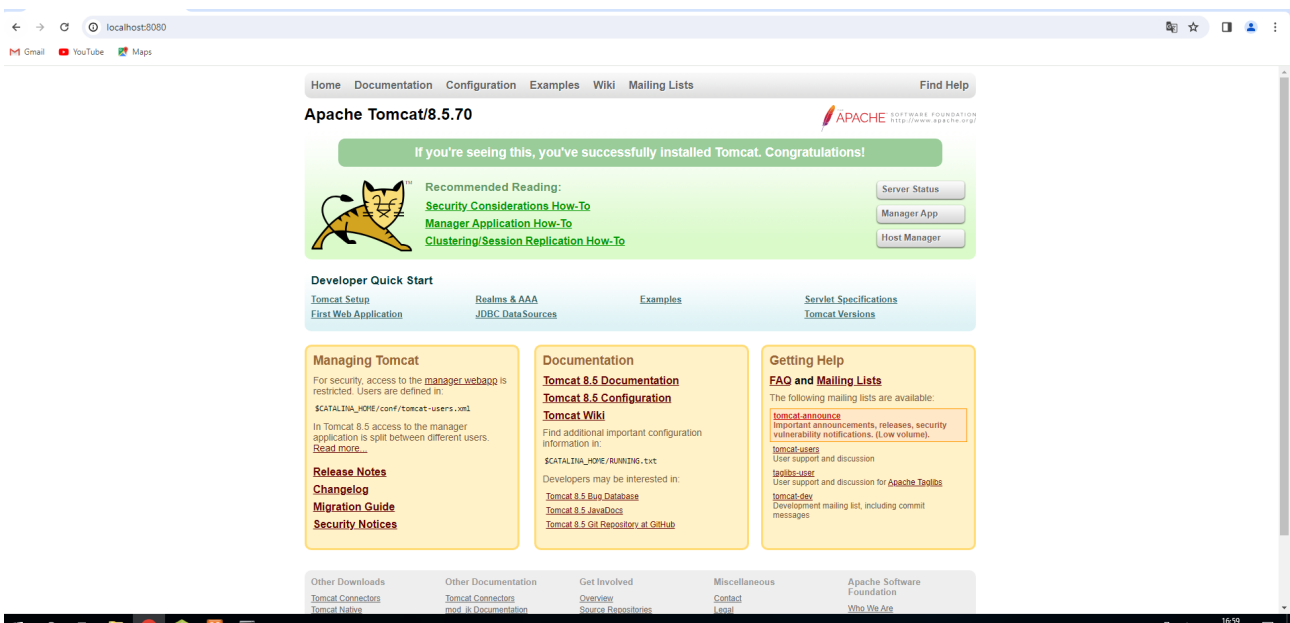 localhost:8080
Gmail YouTube Maps
Home Documentation Configuration Examples Wiki Mailing Lists Find Help
Apache Tomcat/8.5.70
APACHE SOFTWARE FOUNDATION
http://www.apache.org/
If you're seeing this, you've successfully installed Tomcat. Congratulations!
TM
Recommended Reading:
Security Considerations How-To
Manager Application How-To
Clustering/Session Replication How-To
Server Status
Manager App
Host Manager
Developer Quick Start
Tomcat Setup
First Web Application
Realms & AAA
JDBC DataSources
Examples
Servlet Specifications
Tomcat Versions
Managing Tomcat
For security, access to the manager webapp is
restricted. Users are defined in:
$CATALINA_HOME/conf/tomcat-users.xml
In Tomcat 8.5 access to the manager
application is split between different users.
Read more...
Release Notes
Changelog
Migration Guide
Security Notices
Documentation
Tomcat 8.5 Documentation
Tomcat 8.5 Configuration
Tomcat Wiki
Find additional important configuration
information in:
$CATALINA_HOME/RUNNING.txt
Developers may be interested in:
Tomcat 8.5 Bug Database
Tomcat 8.5 JavaDocs
Tomcat 8.5 Git Repository at GitHub
Getting Help
FAQ and Mailing Lists
The following mailing lists are available:
tomcat-announce
Important announcements, releases, security
vulnerability notifications. (Low volume).
tomcat-users
User support and discussion
taglibs-user
User support and discussion for Apache Taglibs
tomcat-dev
Development mailing list, including commit
messages
Other Downloads
Tomcat Connectors
Tomcat Native
Other Documentation
Tomcat Connectors
mod_jk Documentation
Get Involved
Overview
Source Repositories
Miscellaneous
Contact
Legal
Apache Software
Foundation
Who We Are
16:59